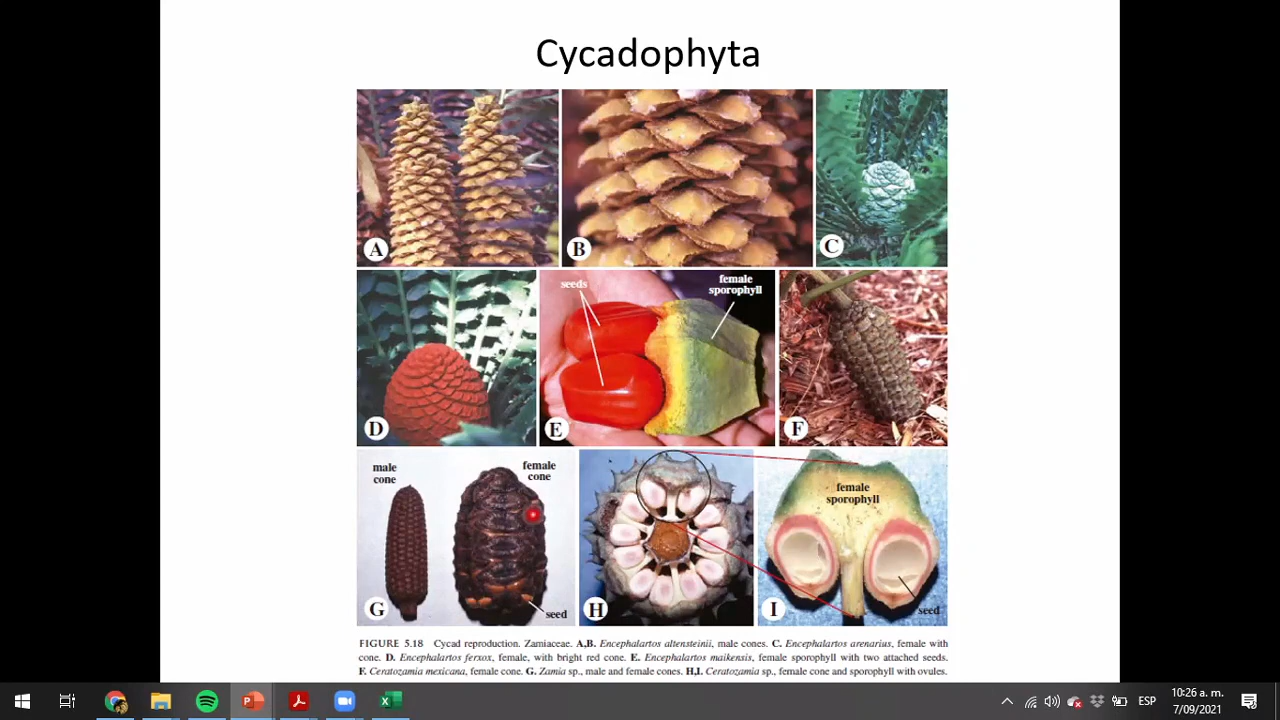 Cycadophyta
A
B
C
seeds
female
sporophyll
D
E
F
male
cone
female
cone
female
sporophyll
G
seed
H
I
seed
FIGURE 5.18 Cycad reproduction. Zamiaceae. A,B. Encephalartos altensteinii, male cones. C. Encephalartos arenarius, female with
cone. D. Encephalartos ferxox, female, with bright red cone. E. Encephalartos maikensis, female sporophyll with two attached seeds.
F. Ceratozamia mexicana, female cone. G. Zamia sp., male and female cones. H,I. Ceratozamia sp., female cone and sporophyll with ovules.
ESP
10:26 a. m.
7/09/2021